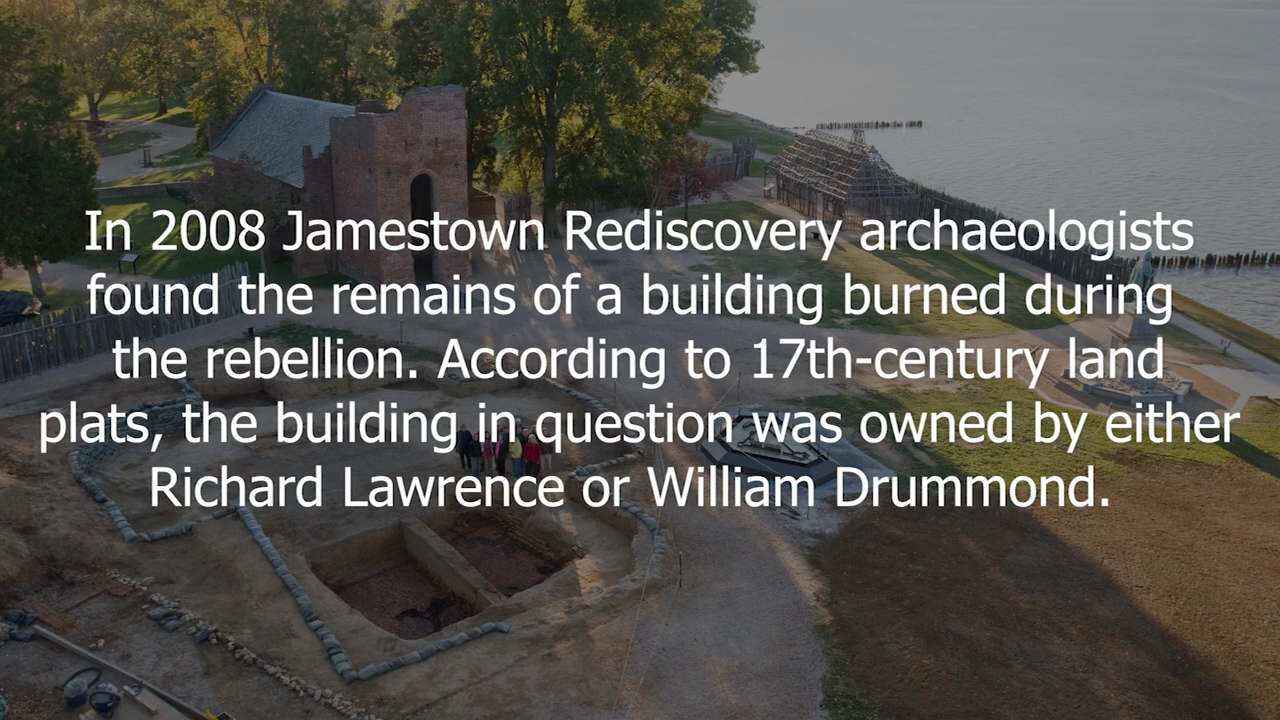 In 2008 Jamestown Rediscovery archaeologists
found the remains of a building burned during
the rebellion. According to 17th-century land
plats, the building in question was owned by either
Richard Lawrence or William Drummond.